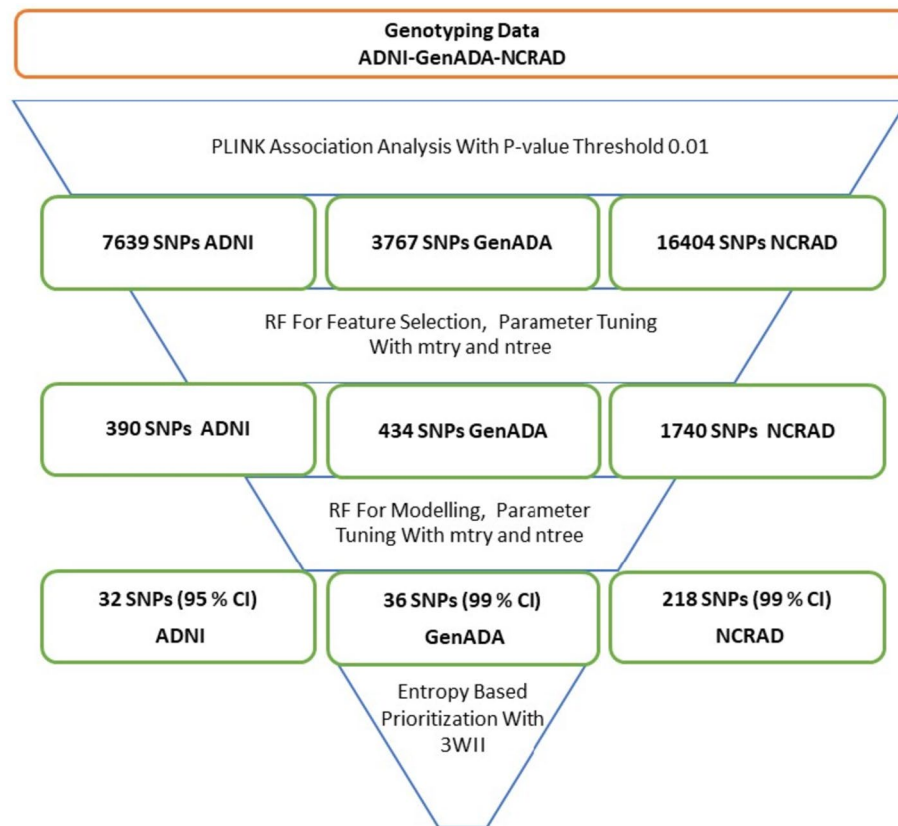 Genotyping Data
ADNI-GenADA-NCRAD
PLINK Association Analysis With P-value Threshold 0.01
7639 SNPs ADNI
3767 SNPs GenADA
16404 SNPs NCRAD
RF For Feature Selection, Parameter Tuning
With mtry and ntree
390 SNPs ADNI
434 SNPs GenADA
1740 SNPs NCRAD
RF For Modelling, Parameter
Tuning With mtry and ntree
32 SNPs (95 % CI)
ADNI
36 SNPs (99 % CI)
GenADA
218 SNPs (99 % CI)
NCRAD
Entropy Based
Prioritization With
3WII